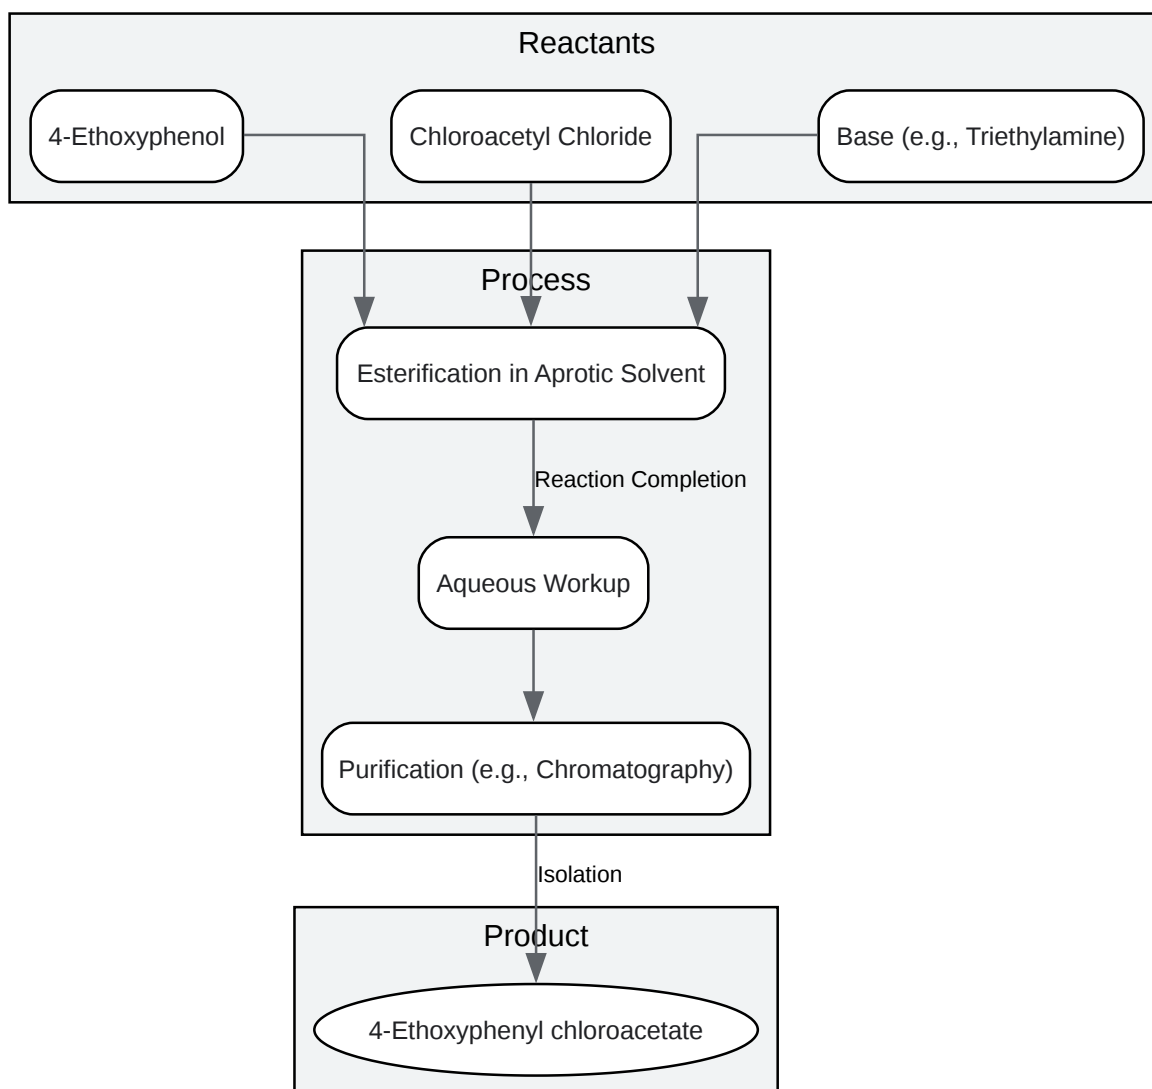 Reactants
4-Ethoxyphenol
Chloroacetyl Chloride
Base (e.g., Triethylamine)
Process
Esterification in Aprotic Solvent
Reaction Completion
Aqueous Workup
Purification (e.g., Chromatography)
Isolation
Product
4-Ethoxyphenyl chloroacetate